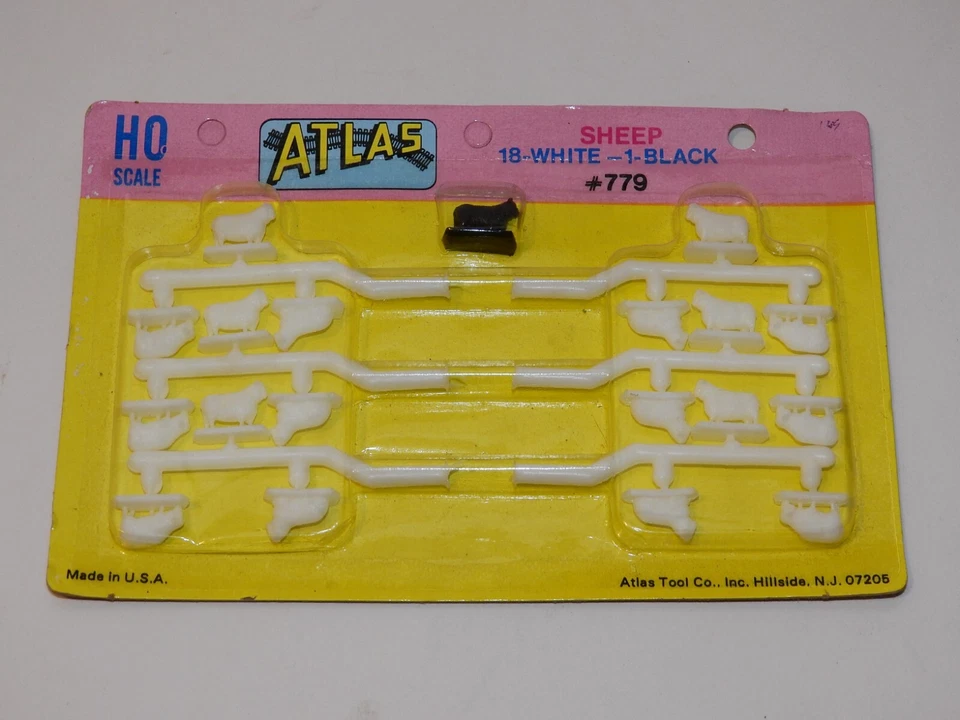 HO
SCALE
ATLAS
SHEEP
18-WHITE -1-BLACK
#779
Made in U.S.A.
Atlas Tool Co., Inc. Hillside, N.J. 07205